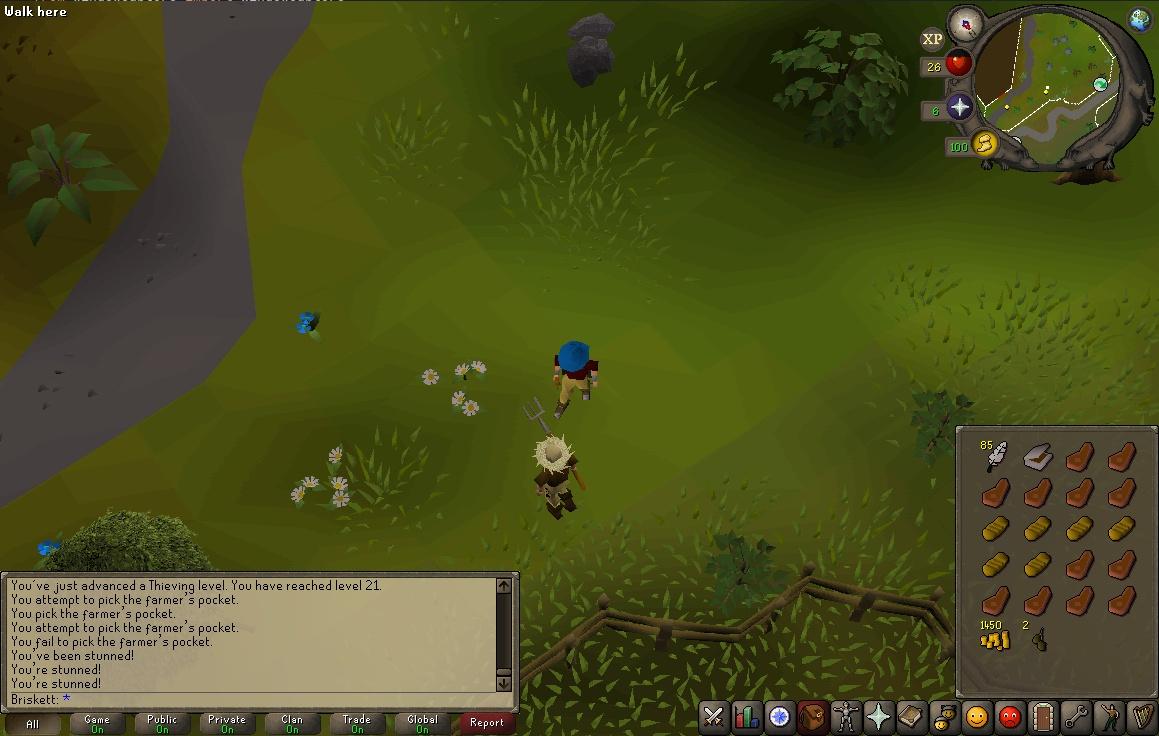 Walk here
XP
26
6
100
85
1450
2
You've just advanced a Thieving level. You have reached level 21.
You attempt to pick the farmer's pocket.
You pick the farmer's pocket.
You attempt to pick the farmer's pocket.
You fail to pick the farmer's pocket.
You've been stunned!
You're stunned!
You're stunned!
Briskett: *
All
Game
On
Public
On
Private
On
Clan
On
Trade
On
Global
On
Report